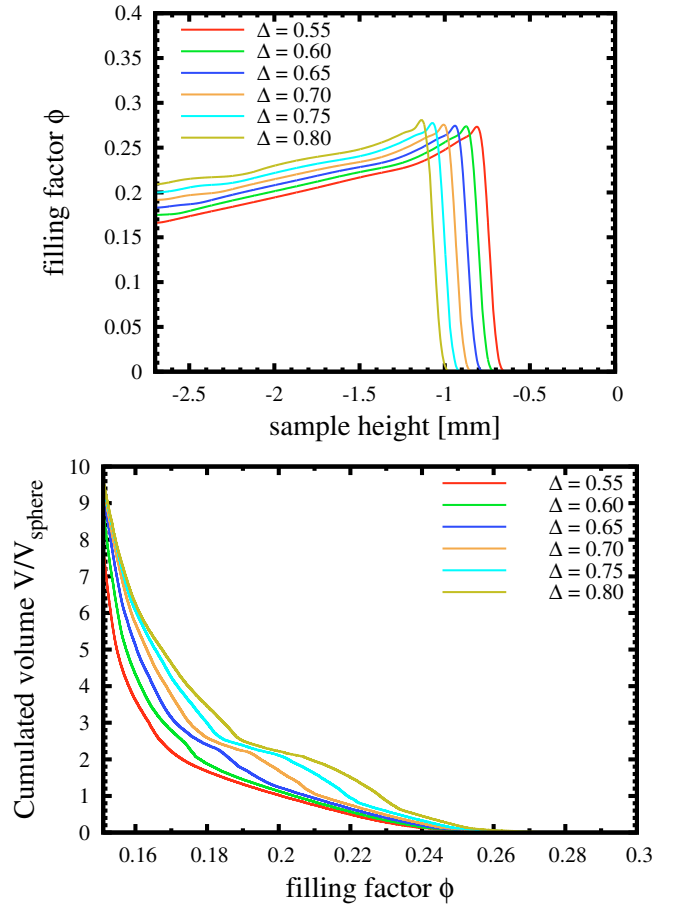 0.4
0.35
0.3
0.25
0.2
0.15
0.1
0.05
0
filling factor ϕ
Δ = 0.55
Δ = 0.60
Δ = 0.65
Δ = 0.70
Δ = 0.75
Δ = 0.80
-2.5 -2 -1.5 -1 -0.5 0
sample height [mm]
10
9
8
7
6
5
4
3
2
1
0
Cumulated volume V/V_sphere
Δ = 0.55
Δ = 0.60
Δ = 0.65
Δ = 0.70
Δ = 0.75
Δ = 0.80
0.16 0.18 0.2 0.22 0.24 0.26 0.28 0.3
filling factor ϕ